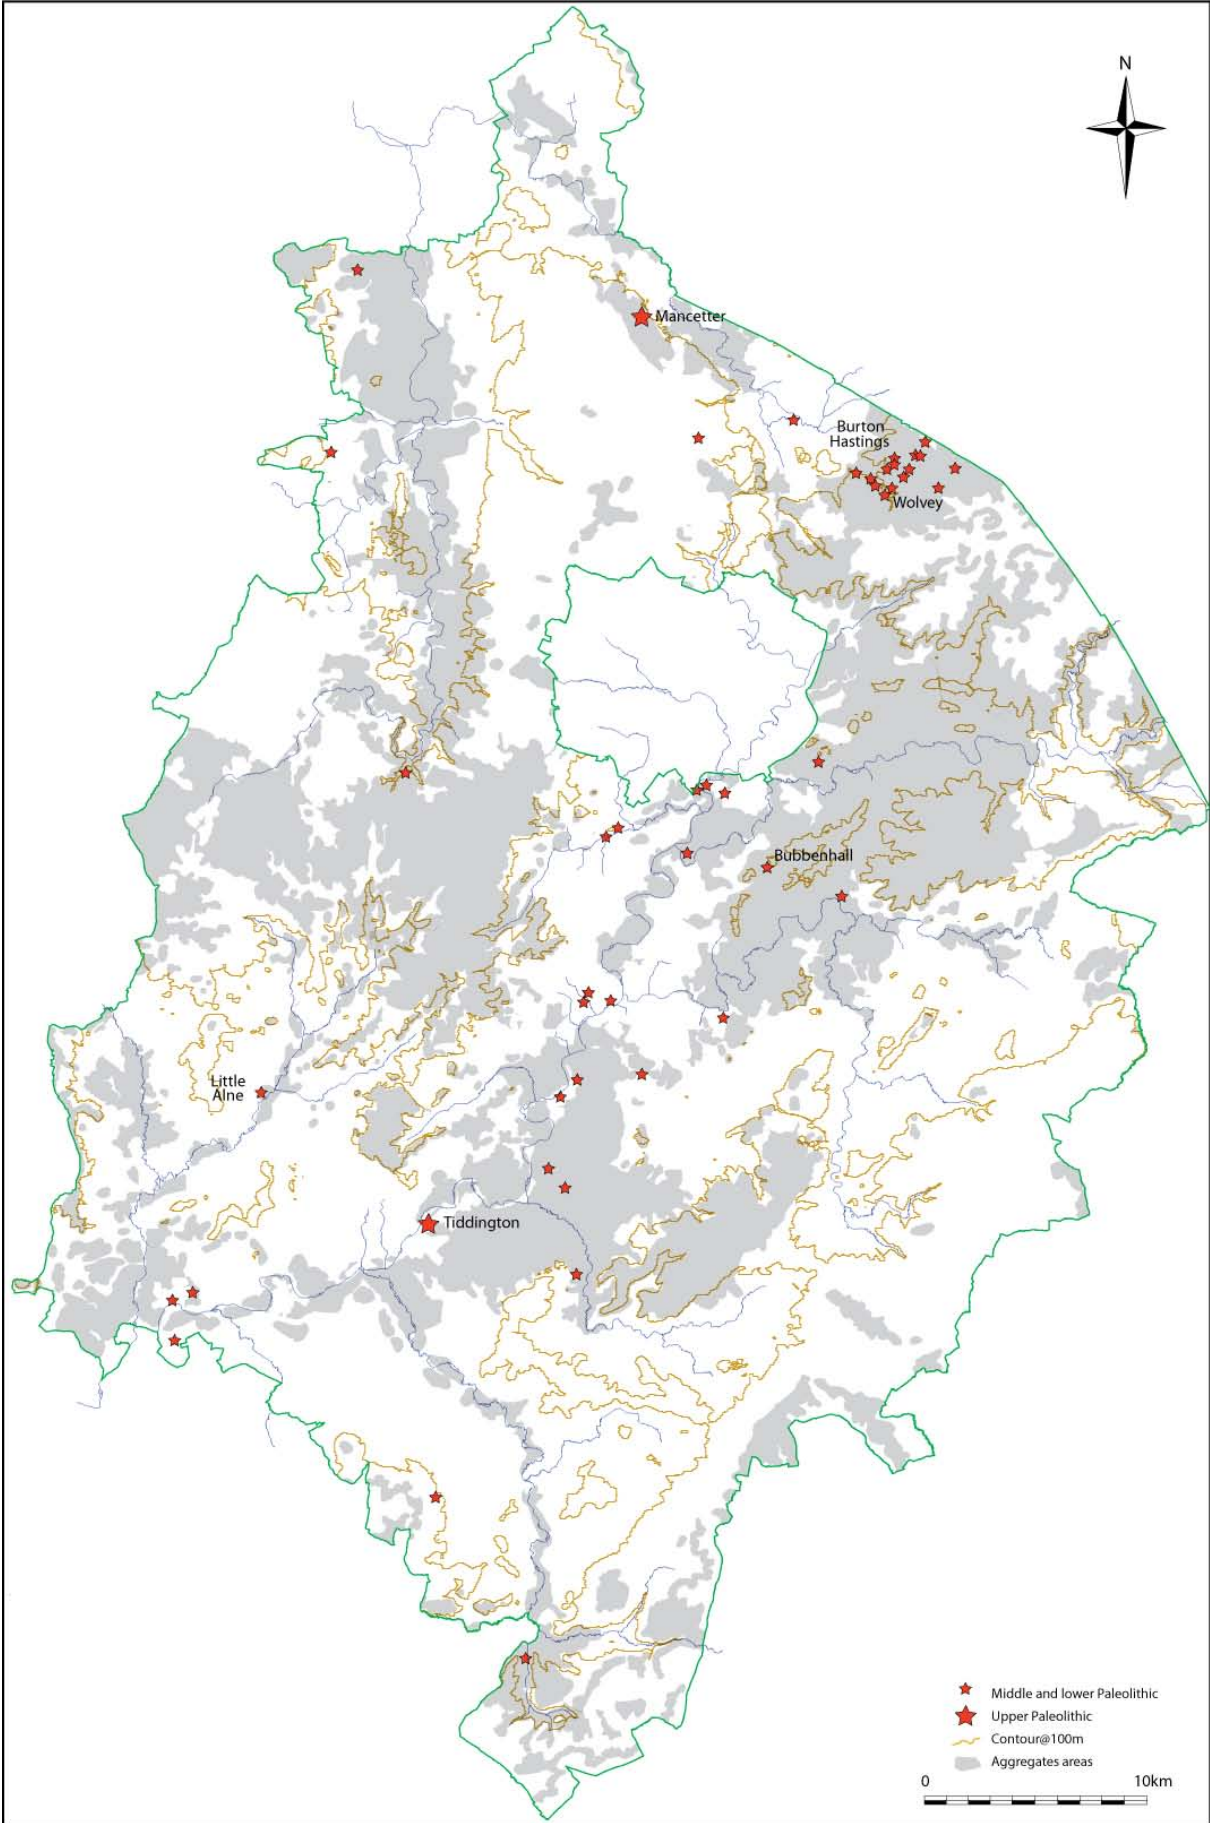 N
Mancetter
Burton
Hastings
Wolvey
Bubbenhall
Little
Alne
Tiddington
Middle and lower Paleolithic
Upper Paleolithic
Contour@100m
Aggregates areas
0 10km